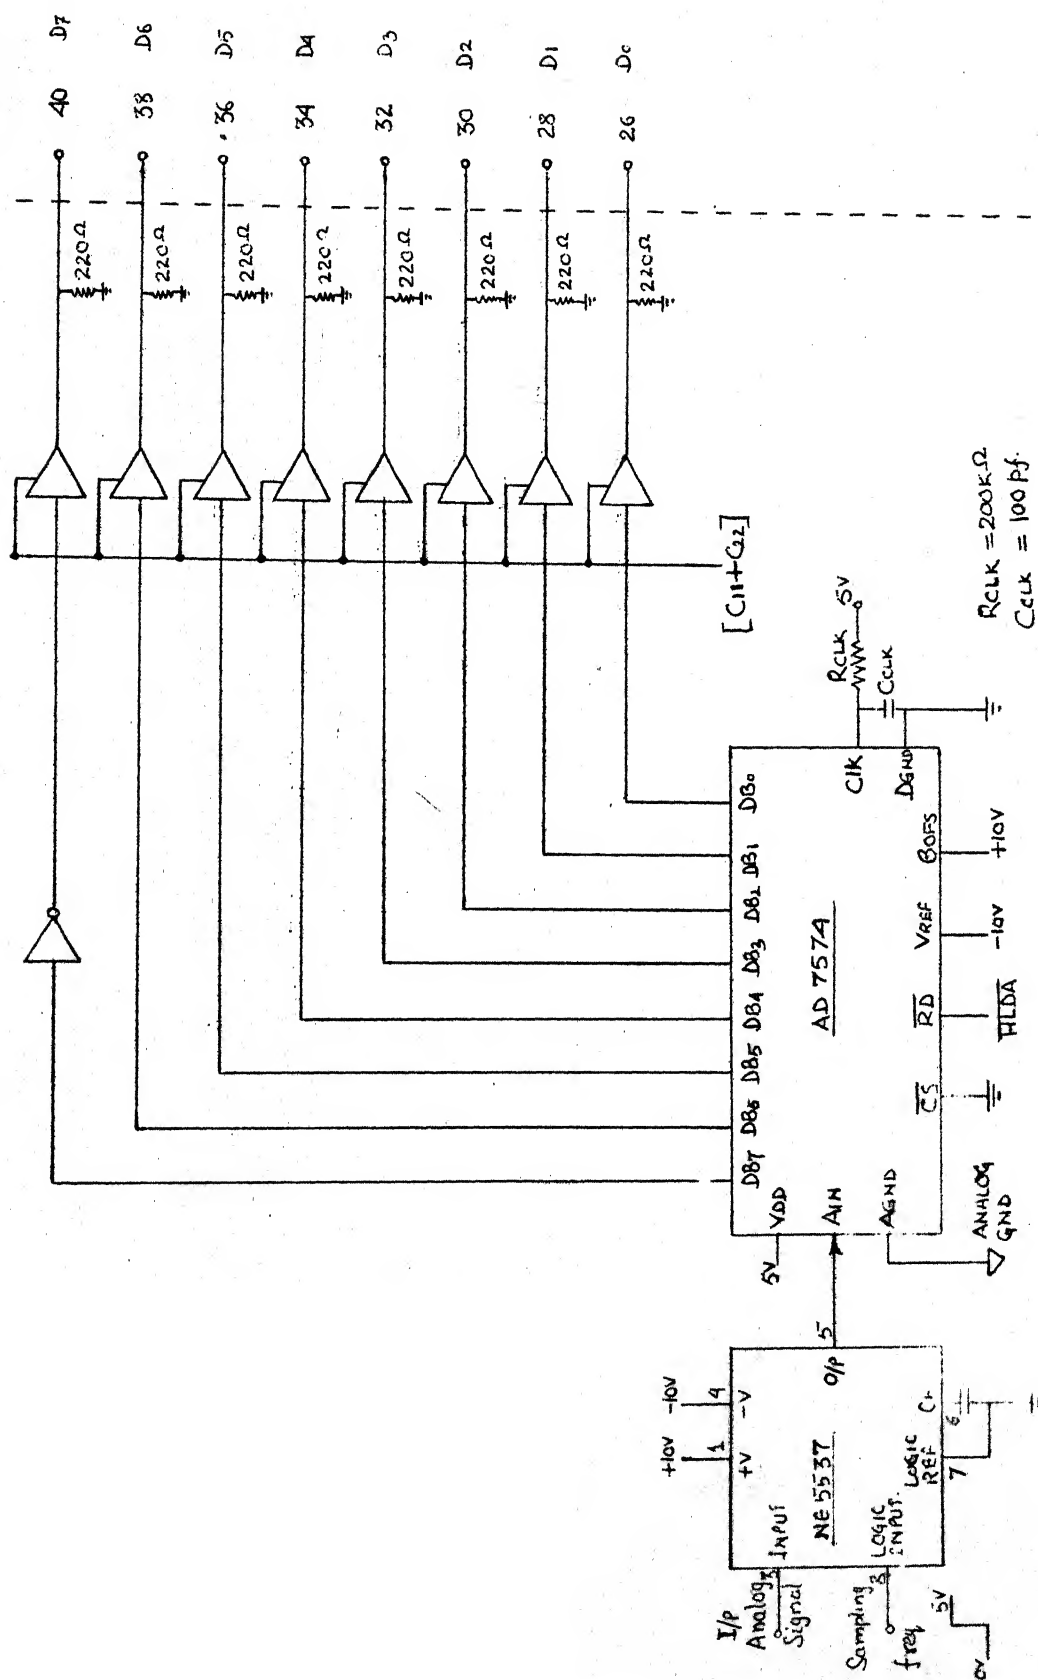 D7 D6 D5 D4 D3 D2 D1 D0
40 38 36 34 32 30 28 26
220Ω 220Ω 220Ω 220Ω 220Ω 220Ω 220Ω 220Ω
[C11+C22]
RCLK = 200KΩ
CCLK = 100 Pf.
5V
RCLK
CCLK
DB7 DB6 DB5 DB4 DB3 DB2 DB1 DB0
5V VDD
AIN
AGND
ANALOG
GND
AD 7574
Clk
DGND
CS RD VREF BOFS
HLDA -10V +10V
+10V -10V
1 4
+V -V
NE 5537
I/P
Analog
Signal
3
INPUT
Sampling
freq
LOGIC
INPUT.
O/P 5
LOGIC
REF
7
6
5V
0V